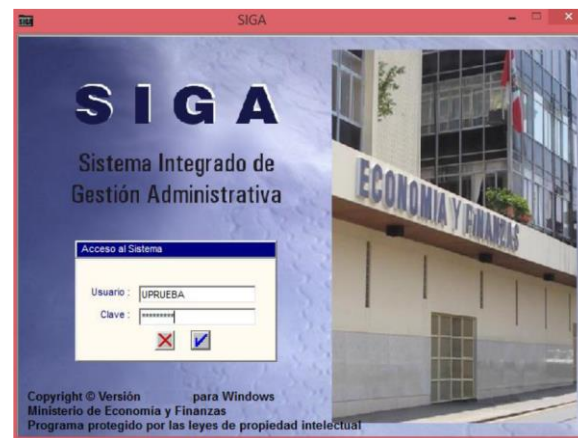 SIGA
SIGA
S I G A
Sistema Integrado de
Gestión Administrativa
ECONOMIA Y FINANZAS
Acceso al Sistema
Usuario : UPRUEBA
Clave : *********
Copyright © Versión para Windows
Ministerio de Economía y Finanzas
Programa protegido por las leyes de propiedad intelectual